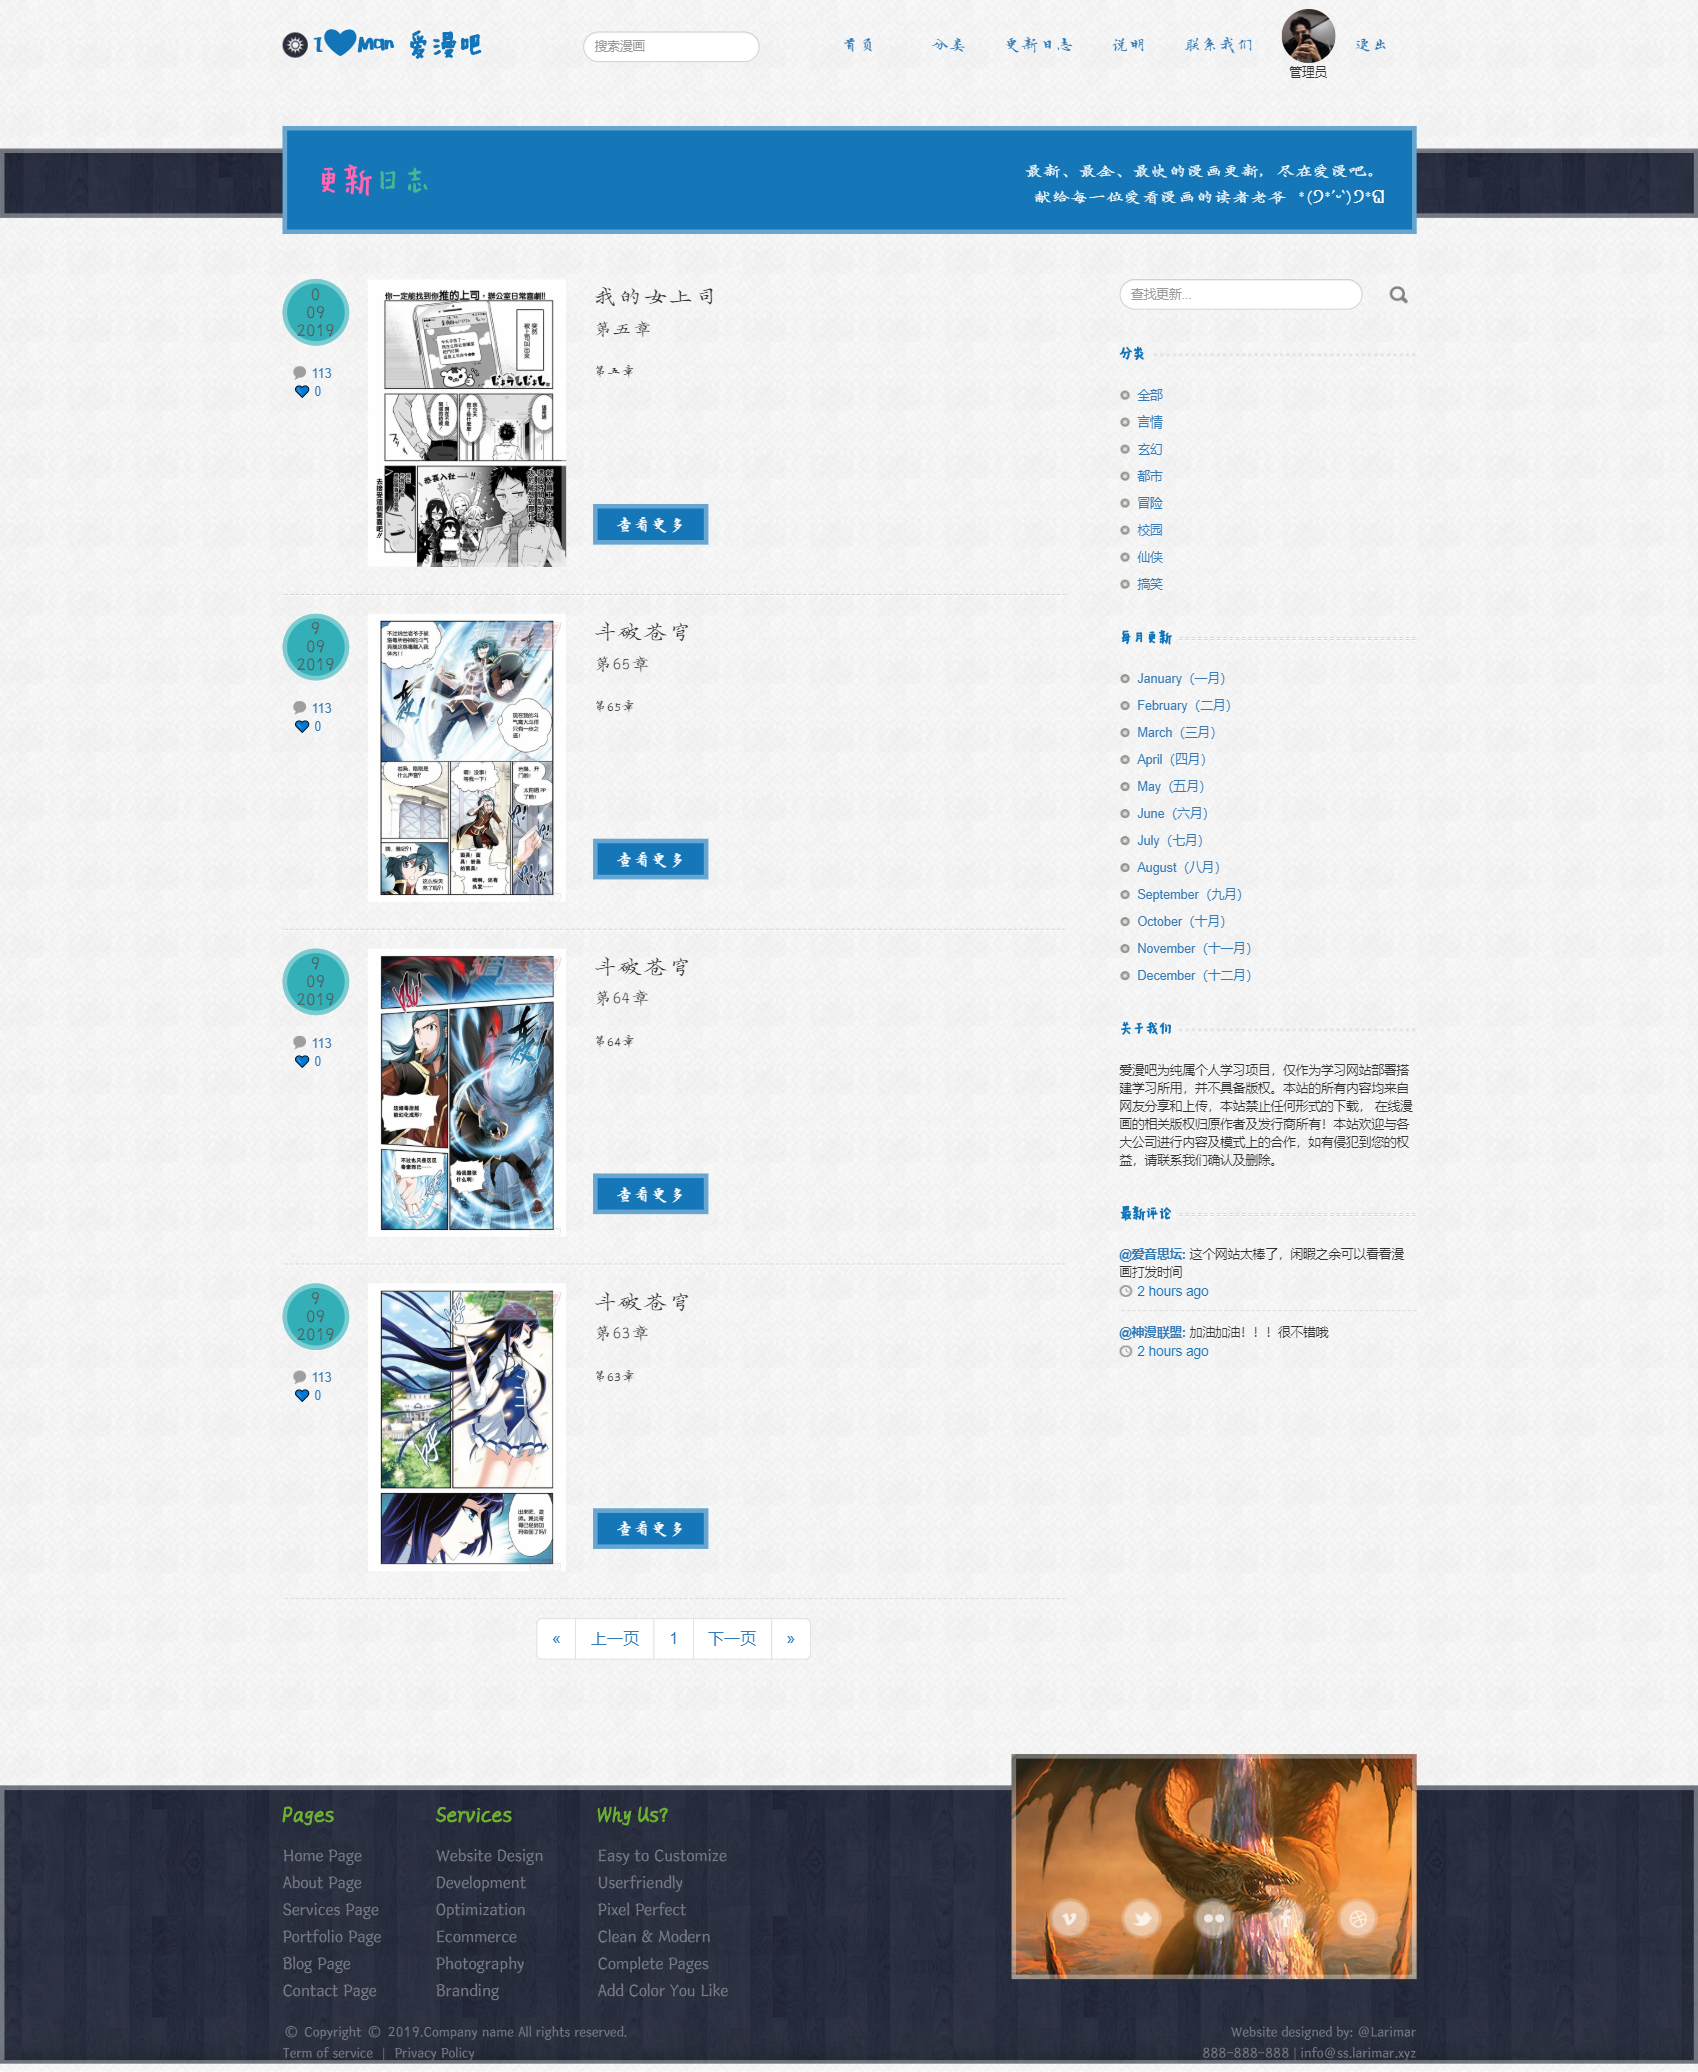 I Man 爱漫吧
搜索漫画
首页
分类
更新日志
说明
联系我们
管理员
退出
更新日志
最新、最全、最快的漫画更新，尽在爱漫吧。
献给每一位爱看漫画的读者老爷
0
09
2019
113
0
你一定能找到你推的上司，辦公室日常喜劇!!
我的女上司
第五章
第五章
查看更多
9
09
2019
113
0
斗破苍穹
第65章
第65章
查看更多
9
09
2019
113
0
斗破苍穹
第64章
第64章
查看更多
9
09
2019
113
0
斗破苍穹
第63章
第63章
查看更多
« 上一页 1 下一页 »
查找更新...
分类
全部
言情
玄幻
都市
冒险
校园
仙侠
搞笑
每月更新
January（一月）
February（二月）
March（三月）
April（四月）
May（五月）
June（六月）
July（七月）
August（八月）
September（九月）
October（十月）
November（十一月）
December（十二月）
关于我们
爱漫吧为纯属个人学习项目，仅作为学习网站部署搭
建学习所用，并不具备版权。本站的所有内容均来自
网友分享和上传，本站禁止任何形式的下载， 在线漫
画的相关版权归原作者及发行商所有！本站欢迎与各
大公司进行内容及模式上的合作，如有侵犯到您的权
益，请联系我们确认及删除。
最新评论
@爱音思坛: 这个网站太棒了，闲暇之余可以看看漫
画打发时间
2 hours ago
@神漫联盟: 加油加油！！！很不错哦
2 hours ago
Pages
Home Page
About Page
Services Page
Portfolio Page
Blog Page
Contact Page
Services
Website Design
Development
Optimization
Ecommerce
Photography
Branding
Why Us?
Easy to Customize
Userfriendly
Pixel Perfect
Clean & Modern
Complete Pages
Add Color You Like
© Copyright © 2019.Company name All rights reserved.
Term of service | Privacy Policy
Website designed by: @Larimar
888-888-888 | info@ss.larimar.xyz